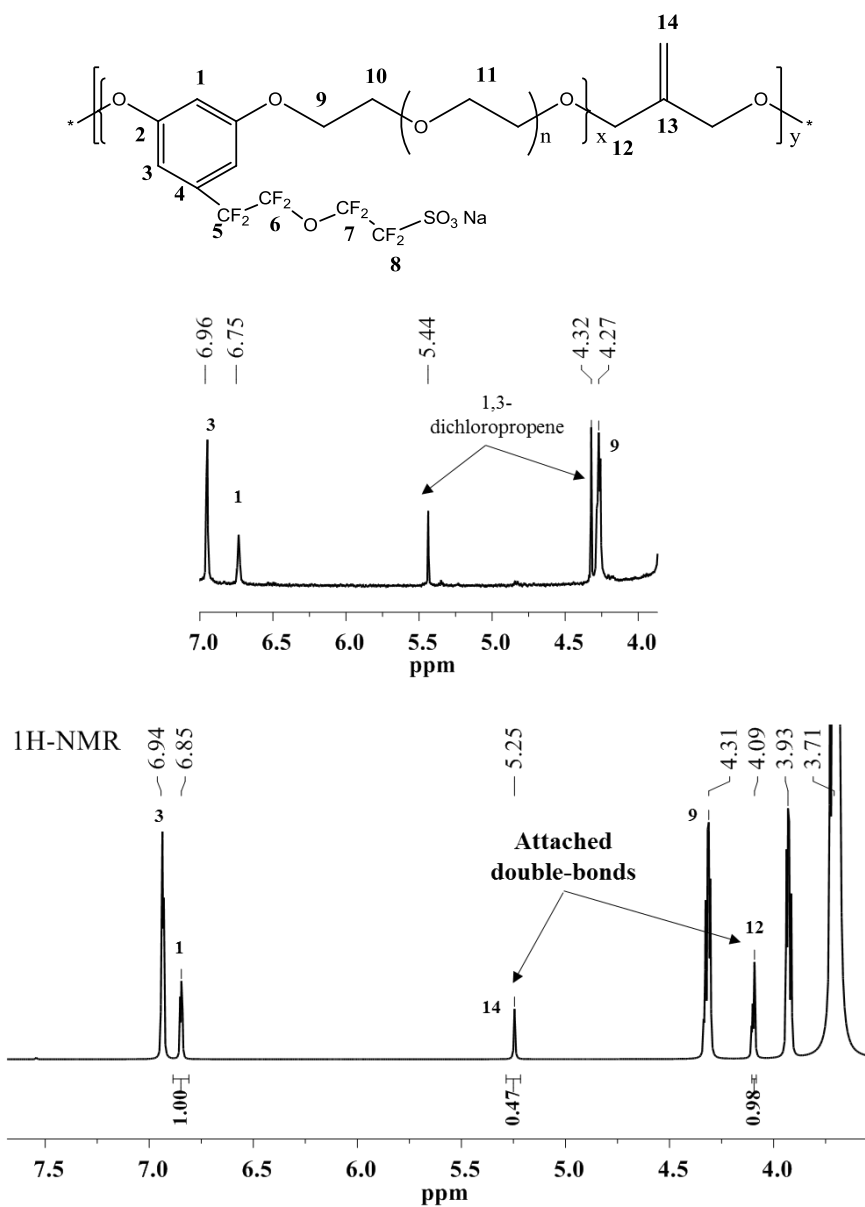 14
1
10
11
O
O
9
O
O
O
*
2
n
x
13
y
*
12
3
4
CF₂
CF₂
CF₂
SO₃ Na
5
6
O
7
CF₂
8
6.96
6.75
5.44
4.32
4.27
1,3-
dichloropropene
3
9
1
7.0 6.5 6.0 5.5 5.0 4.5 4.0
ppm
1H-NMR
6.94
6.85
5.25
4.31
4.09
3.93
3.71
3
9
Attached
double-bonds
12
1
14
1.00
0.47
0.98
7.5 7.0 6.5 6.0 5.5 5.0 4.5 4.0
ppm